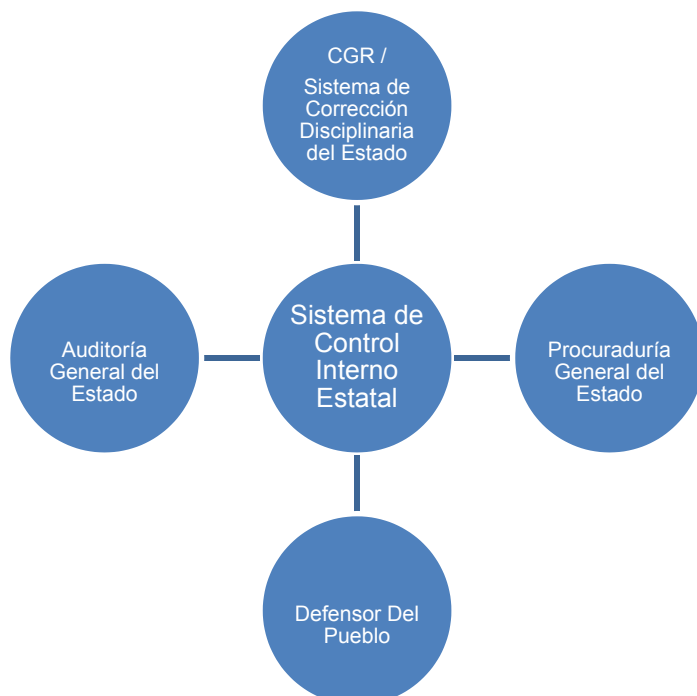 CGR /
Sistema de
Corrección
Disciplinaria
del Estado
Auditoría
General del
Estado
Sistema de
Control
Interno
Estatal
Procuraduría
General del
Estado
Defensor Del
Pueblo